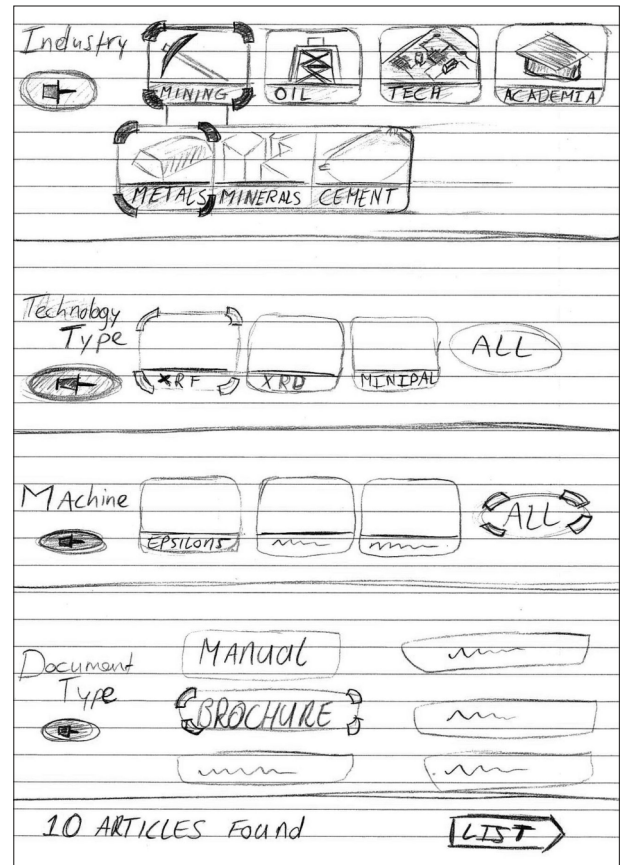 Industry
MINING OIL TECH ACADEMIA
METALS MINERALS CEMENT
Technology
Type
ALL
XRF XRD MINIPAL
Machine
ALL
EPSILON5
Document
Type
MANUAL
BROCHURE
10 ARTICLES Found
LIST